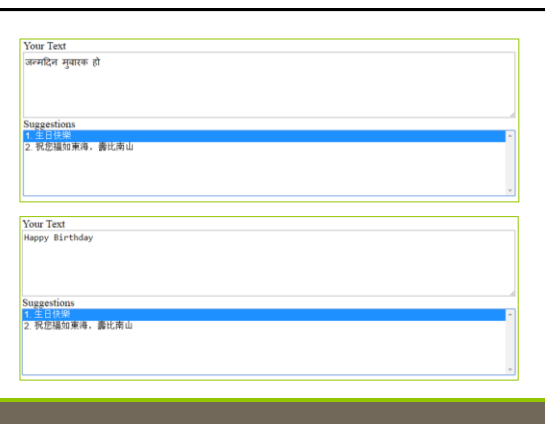 Your Text
जन्मदिन मुबारक हो
Suggestions
1. 生日快樂
2. 祝您福如東海，壽比南山
Your Text
Happy Birthday
Suggestions
1. 生日快樂
2. 祝您福如東海，壽比南山